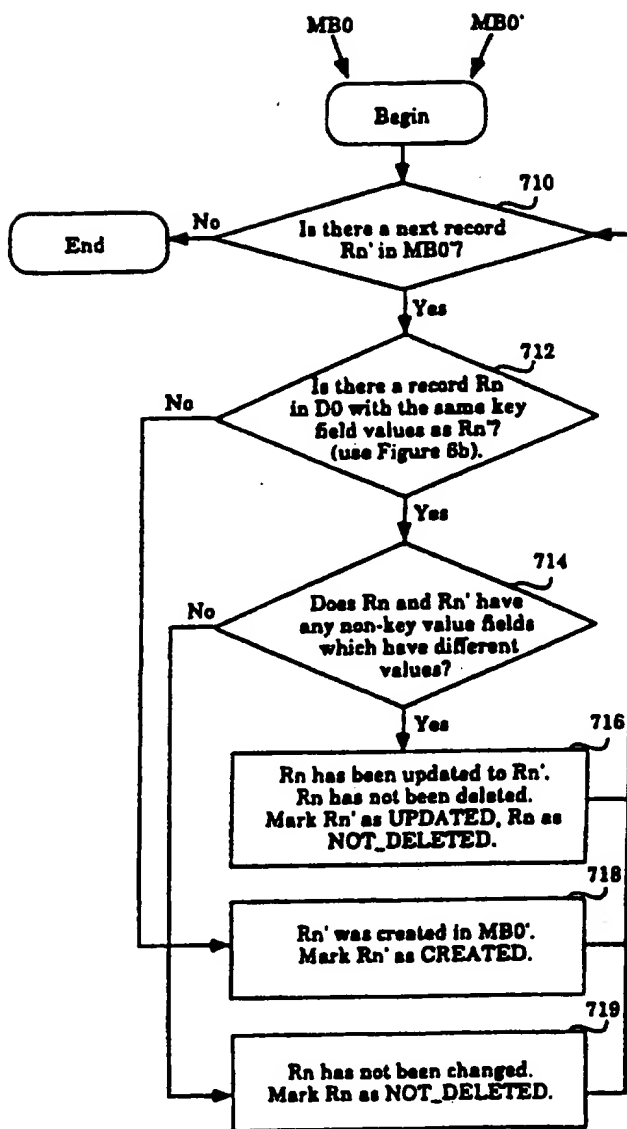 MB0
MB0'
Begin
710
Is there a next record
Rn' in MB0'?
No
End
Yes
712
Is there a record Rn
in D0 with the same key
field values as Rn'?
(use Figure 6b).
No
Yes
714
Does Rn and Rn' have
any non-key value fields
which have different
values?
No
Yes
716
Rn has been updated to Rn'.
Rn has not been deleted.
Mark Rn' as UPDATED, Rn as
NOT_DELETED.
718
Rn' was created in MB0'.
Mark Rn' as CREATED.
719
Rn has not been changed.
Mark Rn as NOT_DELETED.